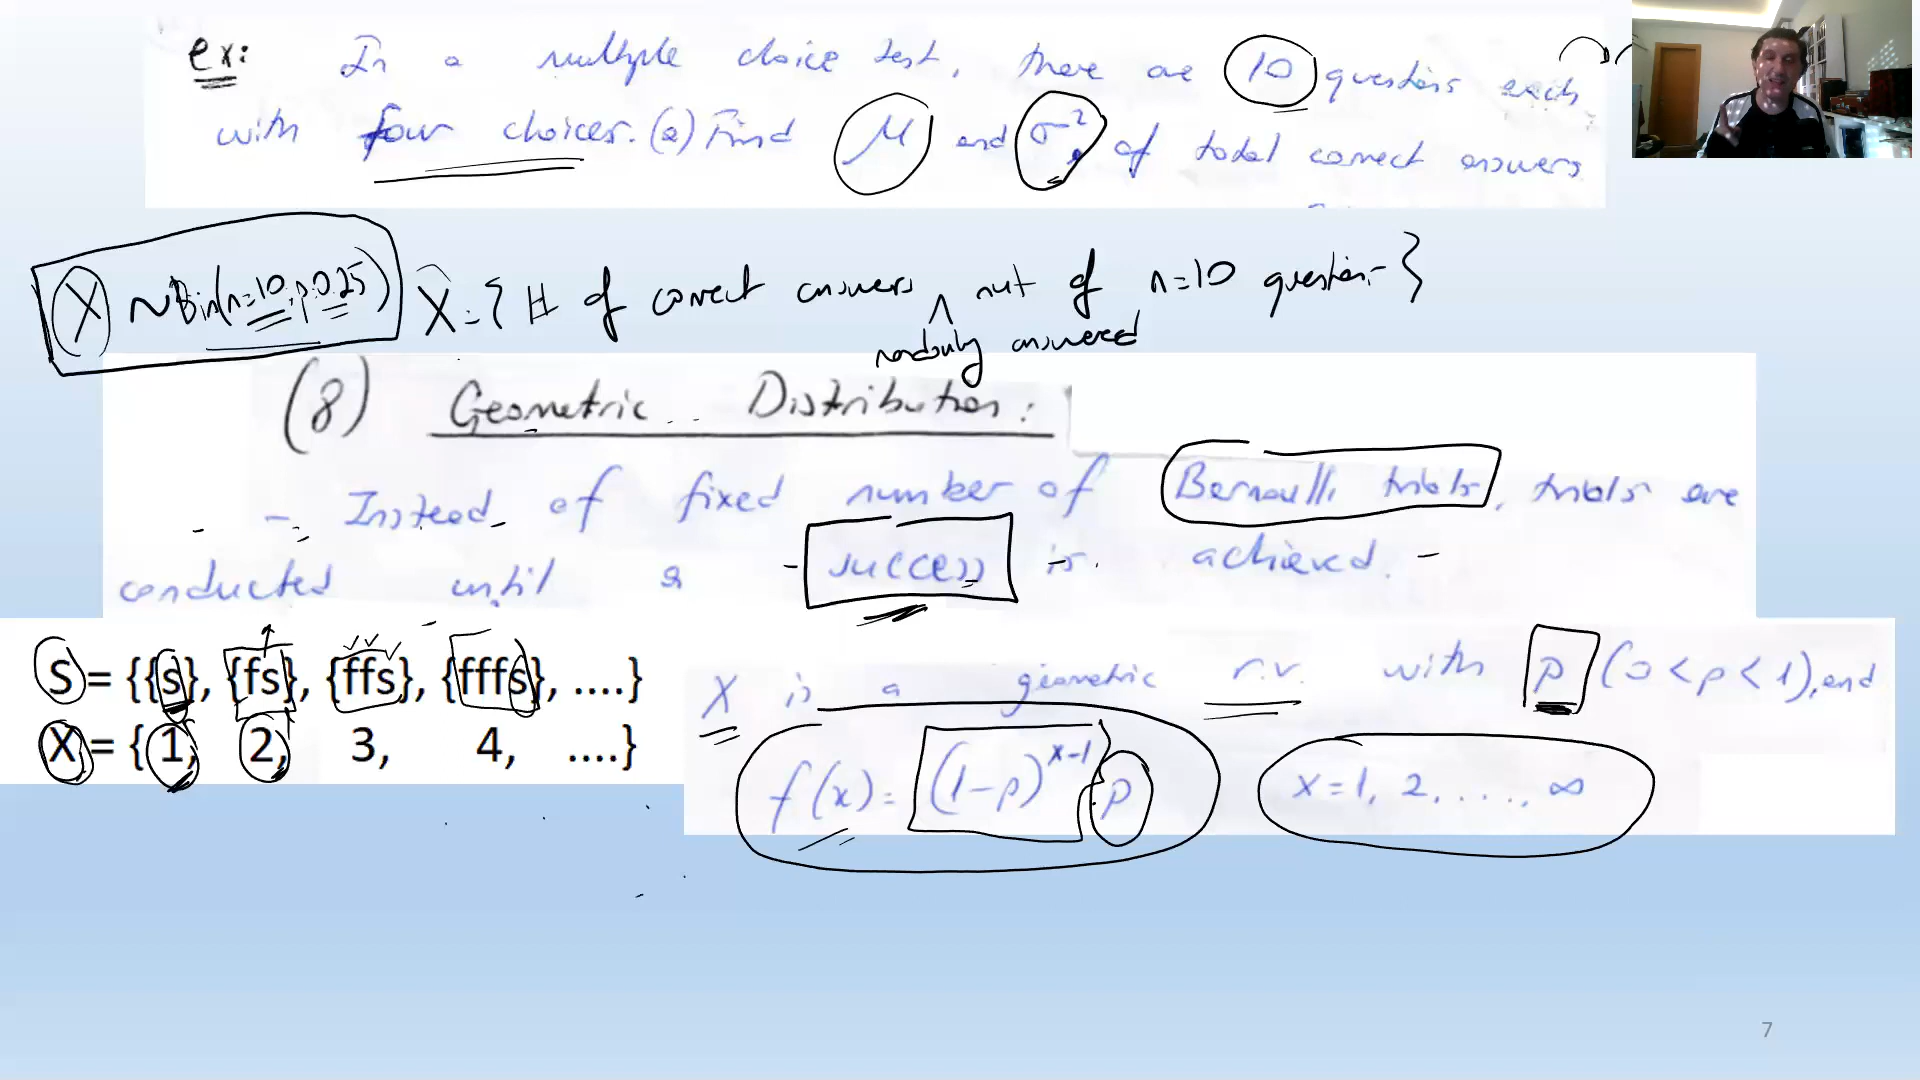 ex: In a multiple choice test, there are 10 questions each
with four choices. (a) Find μ and σ² of total correct answers
X ~ Bin(n=10, p=0.25) X = { # of correct answers out of n=10 questions }
randomly answered
(8) Geometric Distribution:
- Instead of fixed number of Bernoulli trials, trials are
conducted until a success is achieved.
S = {{s}, {fs}, {ffs}, {fffs}, ....}
X = { 1, 2, 3, 4, ....}
X is a geometric r.v. with p (0<p<1), and
f(x) = (1-p)^{x-1} p x=1, 2, ...., ∞
7